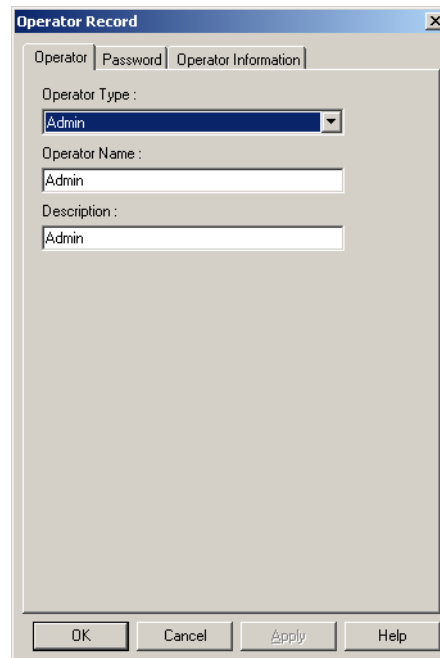 Operator Record
Operator Password Operator Information
Operator Type :
Admin
Operator Name :
Admin
Description :
Admin
OK Cancel Apply Help